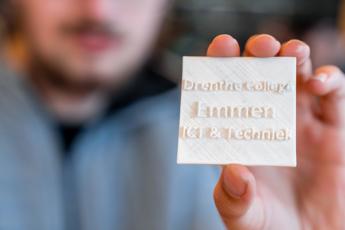 Drenthe College
Emmen
ICT & Techniek